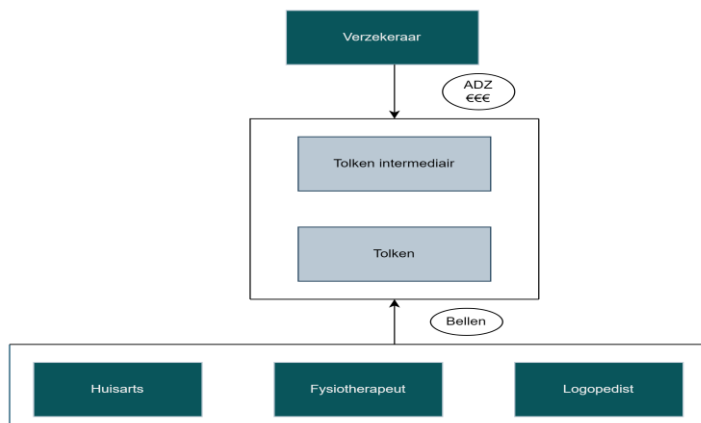 Verzekeraar
ADZ
€€€
Tolken intermediair
Tolken
Bellen
Huisarts
Fysiotherapeut
Logopedist